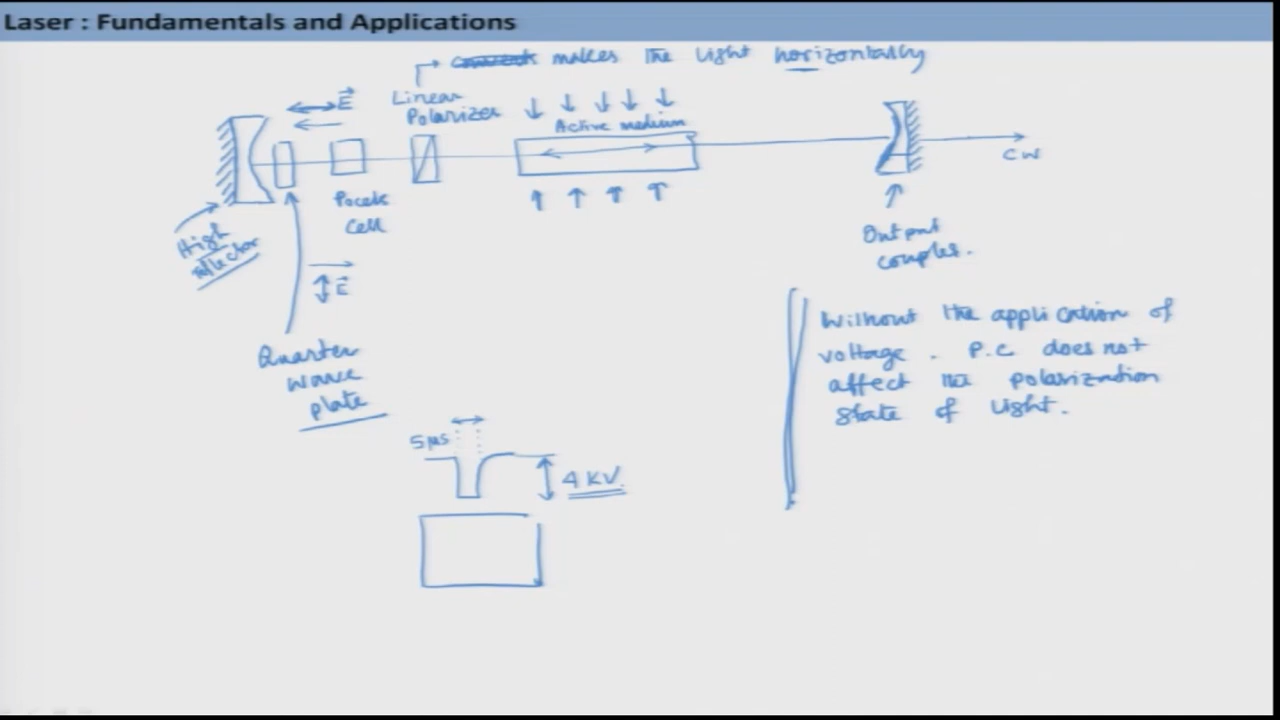 Laser : Fundamentals and Applications
makes the light horizontally
Linear
Polarizer
E
Active medium
CW
Pocels
Cell
High
reflector
E
Output
coupler.
Quarter
wave
plate
Without the application of
voltage . P.C does not
affect the polarization
state of light.
5μs
4 KV